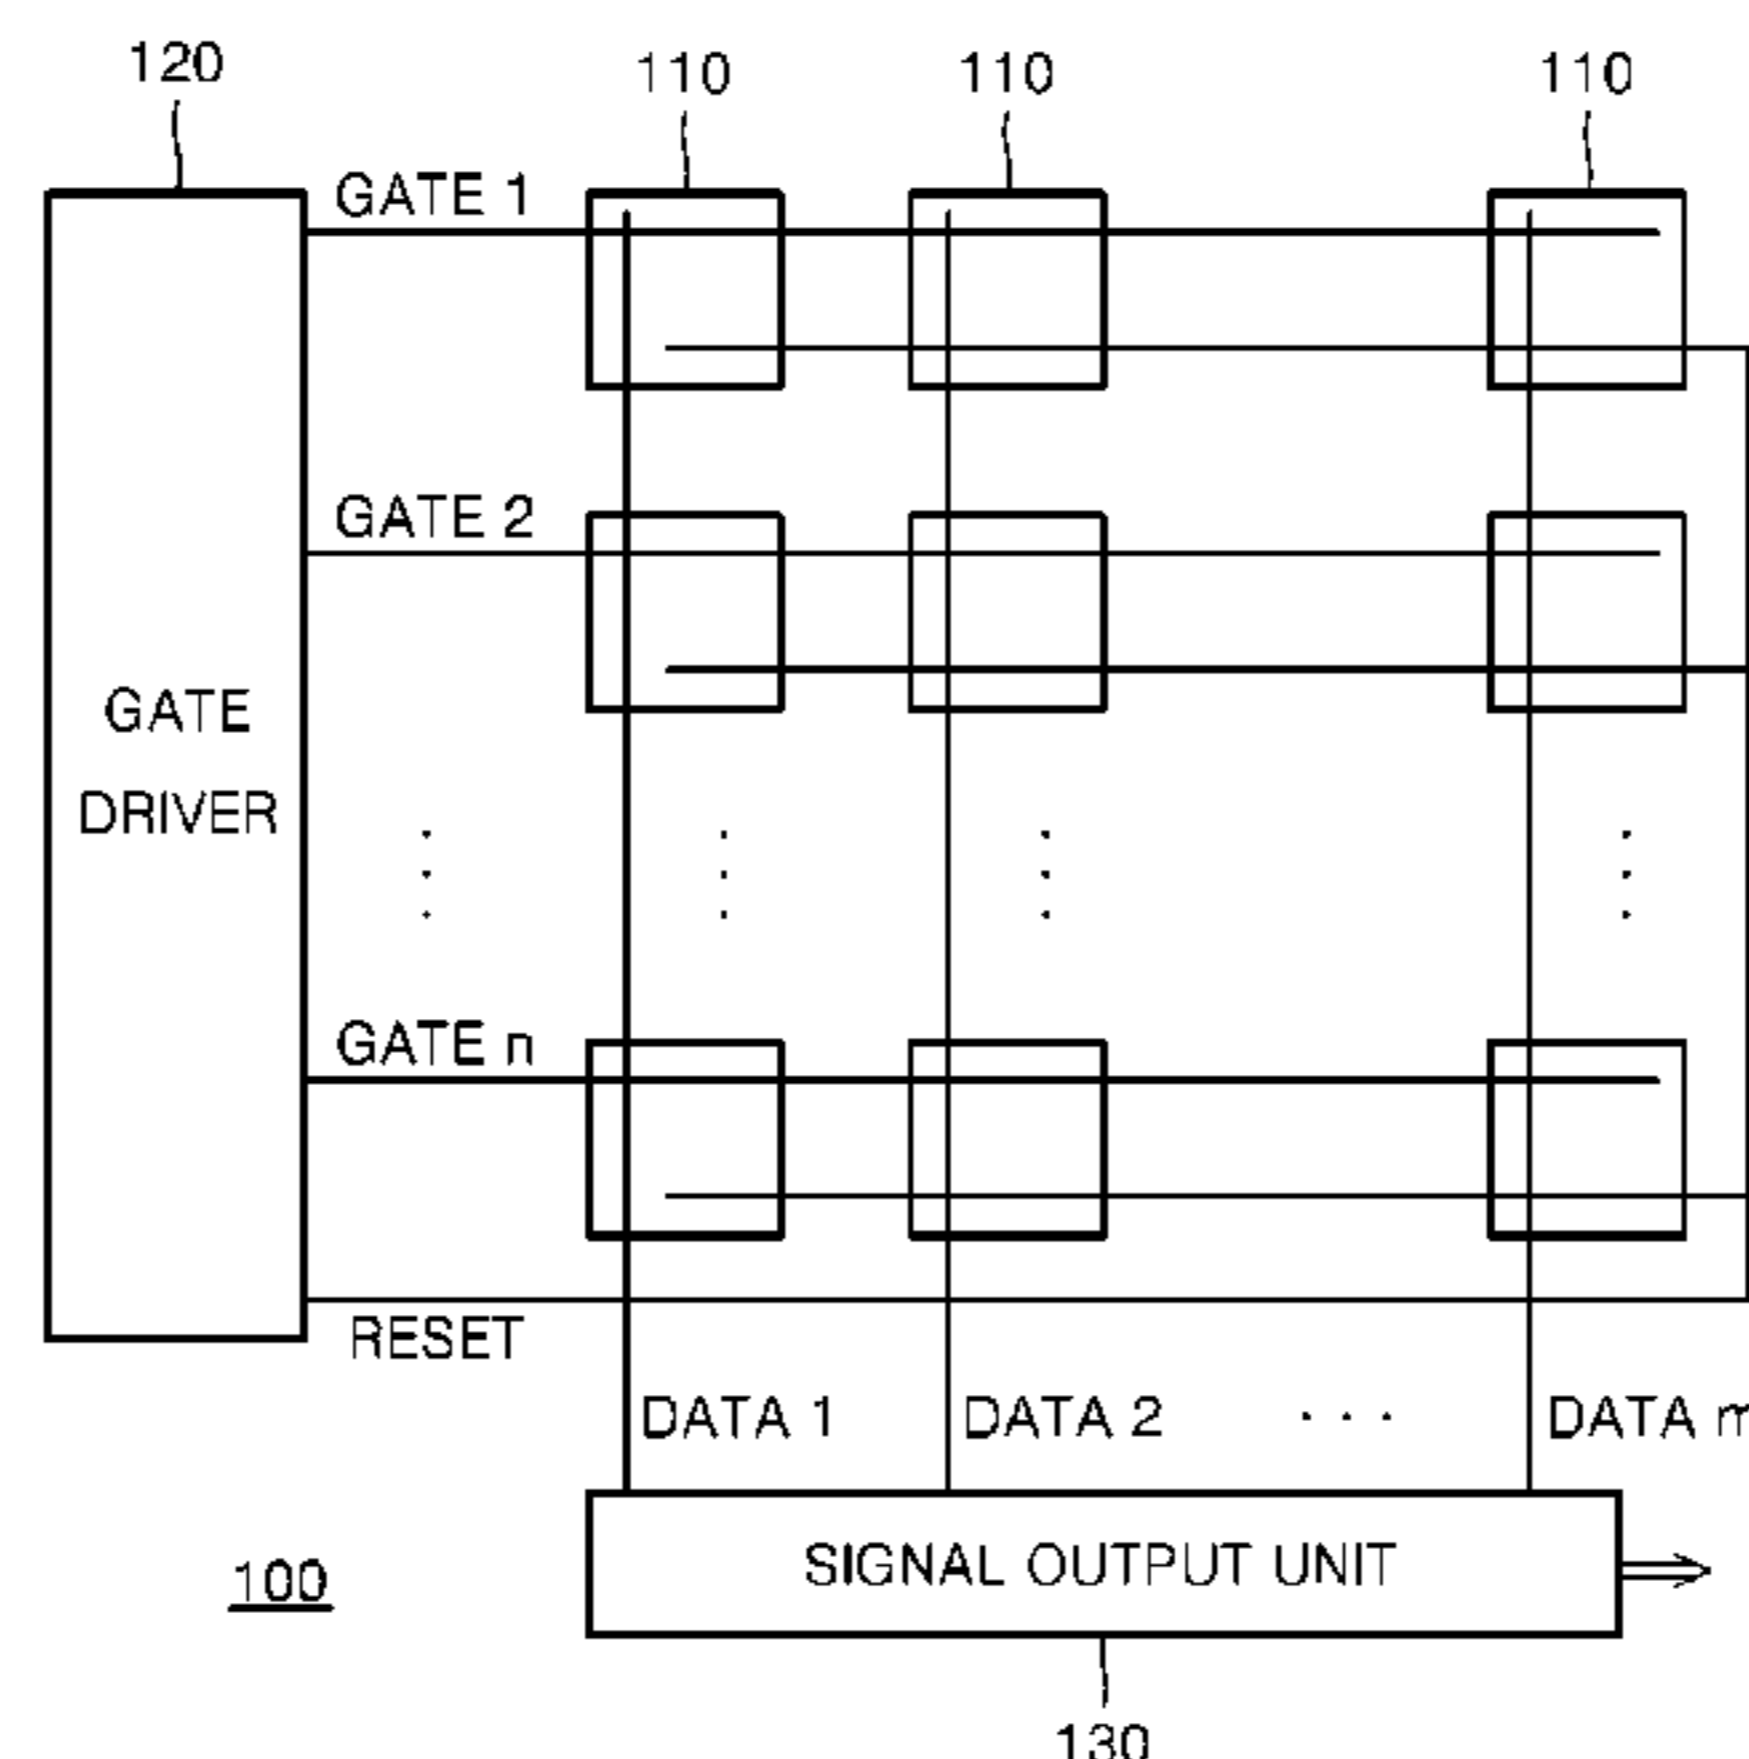 120
110
110
110
GATE 1
GATE 2
GATE
DRIVER
GATE n
RESET
DATA 1
DATA 2
. . .
DATA m
SIGNAL OUTPUT UNIT
100
130